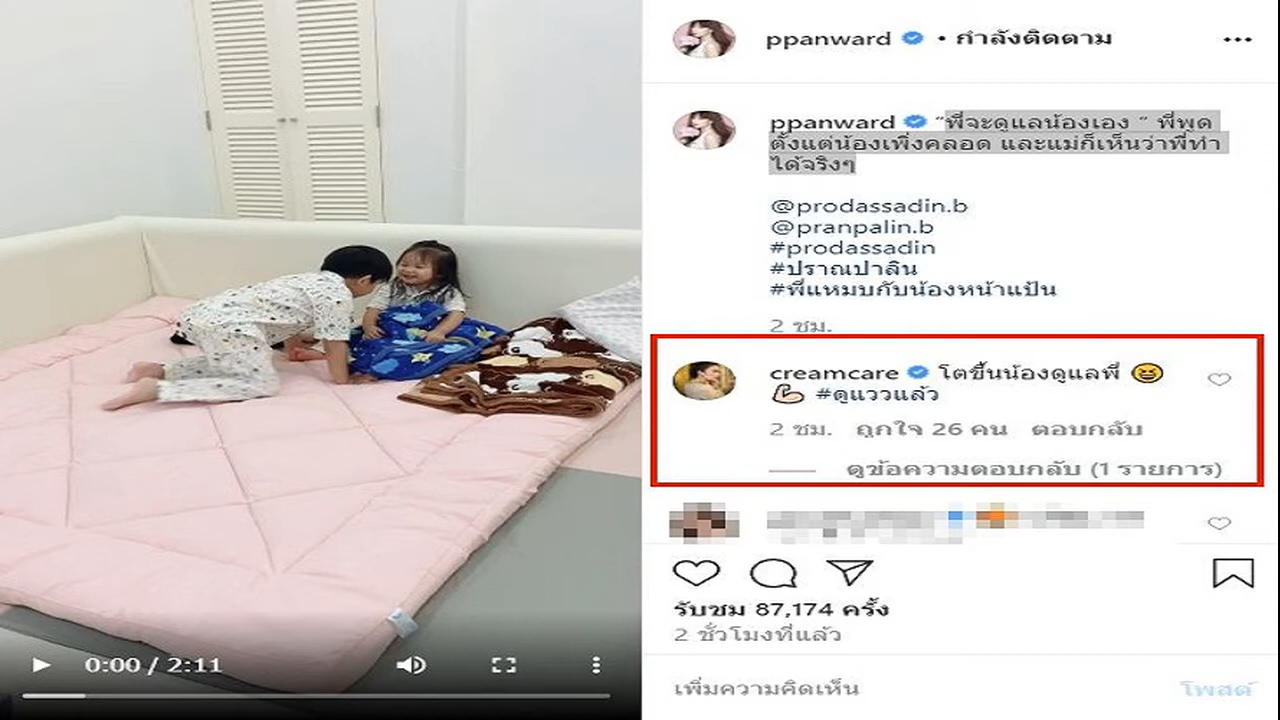 ppanward • กำลังติดตาม
ppanward "พี่จะดูแลน้องเอง " พี่พูด
ตั้งแต่น้องเพิ่งคลอด และแม่ก็เห็นว่าพี่ทำ
ได้จริงๆ
@prodassadin.b
@pranpalin.b
#prodassadin
#ปราณปาลิน
#พี่แหมบกับน้องหน้าแป้น
2 ชม.
creamcare โตขึ้นน้องดูแลพี่ 😆
💪🏻 #ดูแววแล้ว
2 ชม. ถูกใจ 26 คน ตอบกลับ
ดูข้อความตอบกลับ (1 รายการ)
รับชม 87,174 ครั้ง
2 ชั่วโมงที่แล้ว
0:00 / 2:11
เพิ่มความคิดเห็น
โพสต์